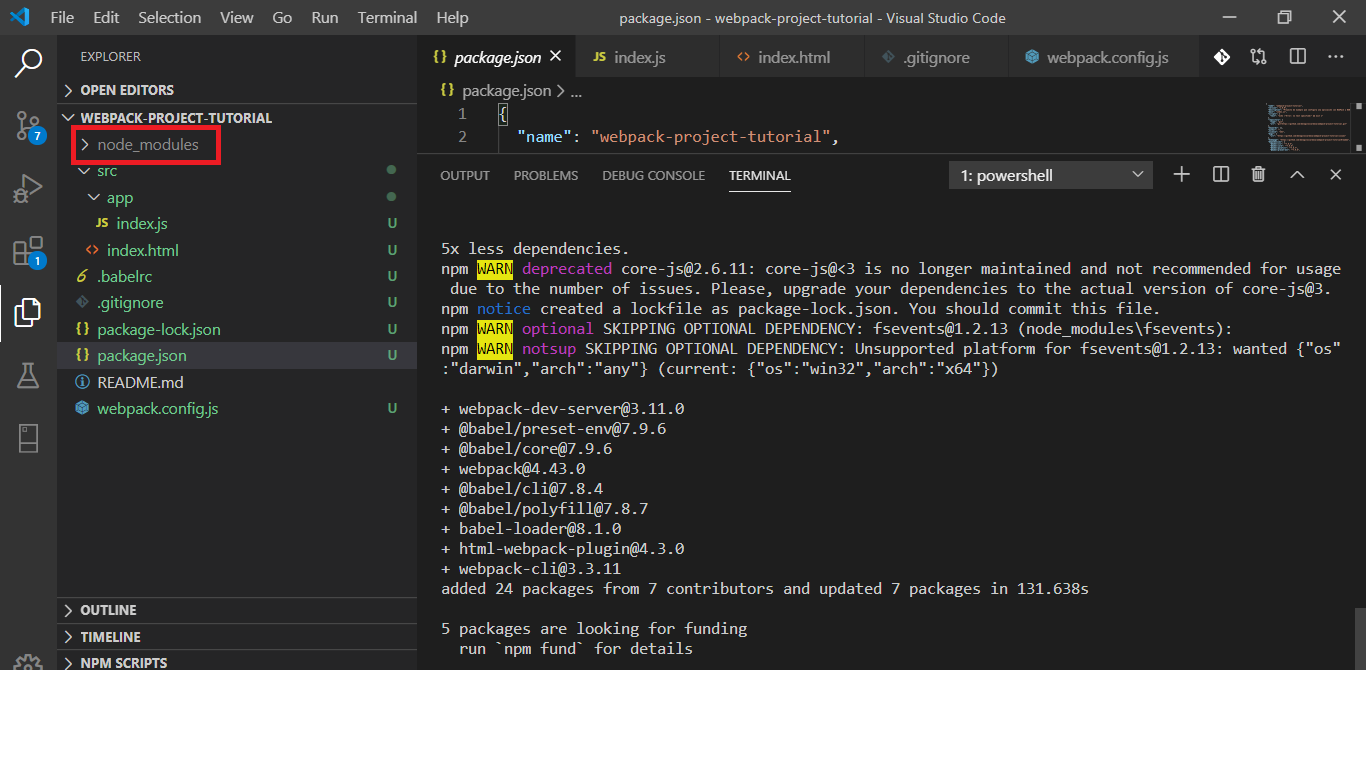 File Edit Selection View Go Run Terminal Help package.json - webpack-project-tutorial - Visual Studio Code
EXPLORER
OPEN EDITORS
WEBPACK-PROJECT-TUTORIAL
node_modules
src
app
JS index.js U
<> index.html U
.babelrc U
.gitignore U
{} package-lock.json U
{} package.json U
README.md
webpack.config.js U
OUTLINE
TIMELINE
NPM SCRIPTS
7
1
{} package.json JS index.js <> index.html .gitignore webpack.config.js
{} package.json > ...
1 {
2 "name": "webpack-project-tutorial",
OUTPUT PROBLEMS DEBUG CONSOLE TERMINAL 1: powershell
5x less dependencies.
npm WARN deprecated core-js@2.6.11: core-js@<3 is no longer maintained and not recommended for usage
due to the number of issues. Please, upgrade your dependencies to the actual version of core-js@3.
npm notice created a lockfile as package-lock.json. You should commit this file.
npm WARN optional SKIPPING OPTIONAL DEPENDENCY: fsevents@1.2.13 (node_modules\fsevents):
npm WARN notsup SKIPPING OPTIONAL DEPENDENCY: Unsupported platform for fsevents@1.2.13: wanted {"os"
:"darwin","arch":"any"} (current: {"os":"win32","arch":"x64"})
+ webpack-dev-server@3.11.0
+ @babel/preset-env@7.9.6
+ @babel/core@7.9.6
+ webpack@4.43.0
+ @babel/cli@7.8.4
+ @babel/polyfill@7.8.7
+ babel-loader@8.1.0
+ html-webpack-plugin@4.3.0
+ webpack-cli@3.3.11
added 24 packages from 7 contributors and updated 7 packages in 131.638s
5 packages are looking for funding
run `npm fund` for details